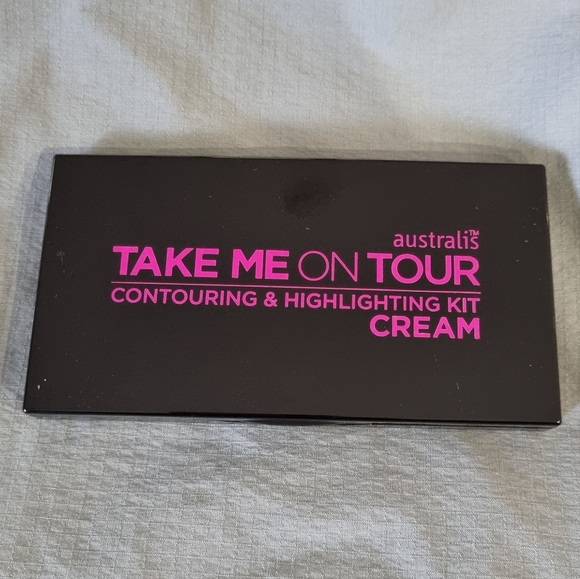 australis™
TAKE ME ON TOUR
CONTOURING & HIGHLIGHTING KIT
CREAM